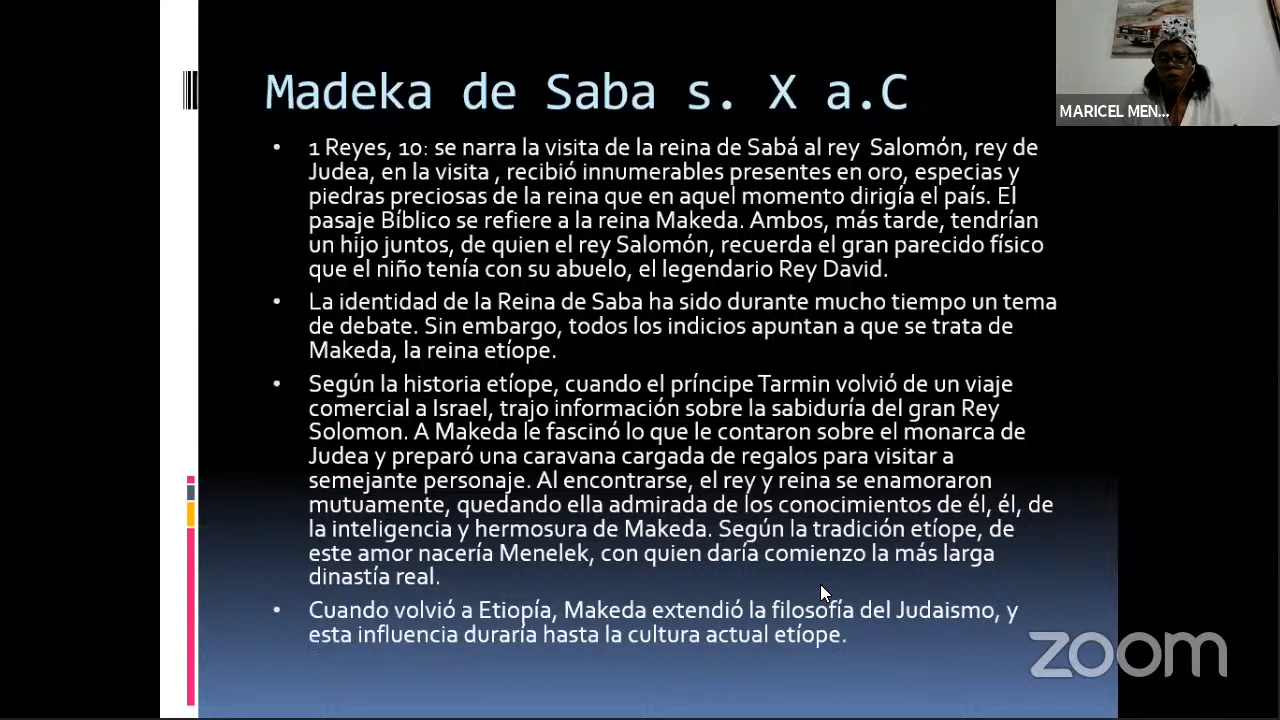 Madeka de Saba s. X a.C
MARICEL MEN...
• 1 Reyes, 10: se narra la visita de la reina de Sabá al rey Salomón, rey de
Judea, en la visita , recibió innumerables presentes en oro, especias y
piedras preciosas de la reina que en aquel momento dirigía el país. El
pasaje Bíblico se refiere a la reina Makeda. Ambos, más tarde, tendrían
un hijo juntos, de quien el rey Salomón, recuerda el gran parecido físico
que el niño tenía con su abuelo, el legendario Rey David.
• La identidad de la Reina de Saba ha sido durante mucho tiempo un tema
de debate. Sin embargo, todos los indicios apuntan a que se trata de
Makeda, la reina etíope.
• Según la historia etíope, cuando el príncipe Tarmin volvió de un viaje
comercial a Israel, trajo información sobre la sabiduría del gran Rey
Solomon. A Makeda le fascinó lo que le contaron sobre el monarca de
Judea y preparó una caravana cargada de regalos para visitar a
semejante personaje. Al encontrarse, el rey y reina se enamoraron
mutuamente, quedando ella admirada de los conocimientos de él, él, de
la inteligencia y hermosura de Makeda. Según la tradición etíope, de
este amor nacería Menelek, con quien daría comienzo la más larga
dinastía real.
• Cuando volvió a Etiopía, Makeda extendió la filosofía del Judaismo, y
esta influencia duraría hasta la cultura actual etíope.
zoom